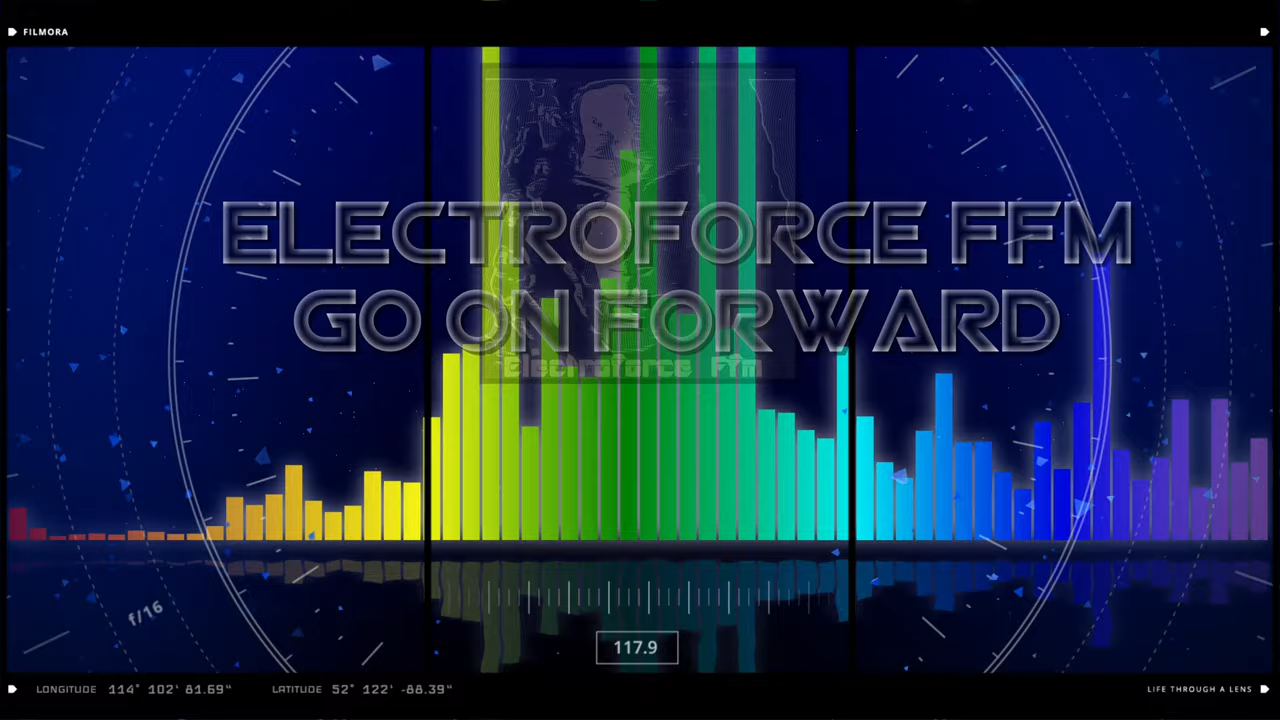 FILMORA
ELECTROFORCE FFM
GO ON FORWARD
Electroforce Ffm
f/16
117.9
LONGITUDE 114° 102' 81.69" LATITUDE 52° 122' -88.39"
LIFE THROUGH A LENS